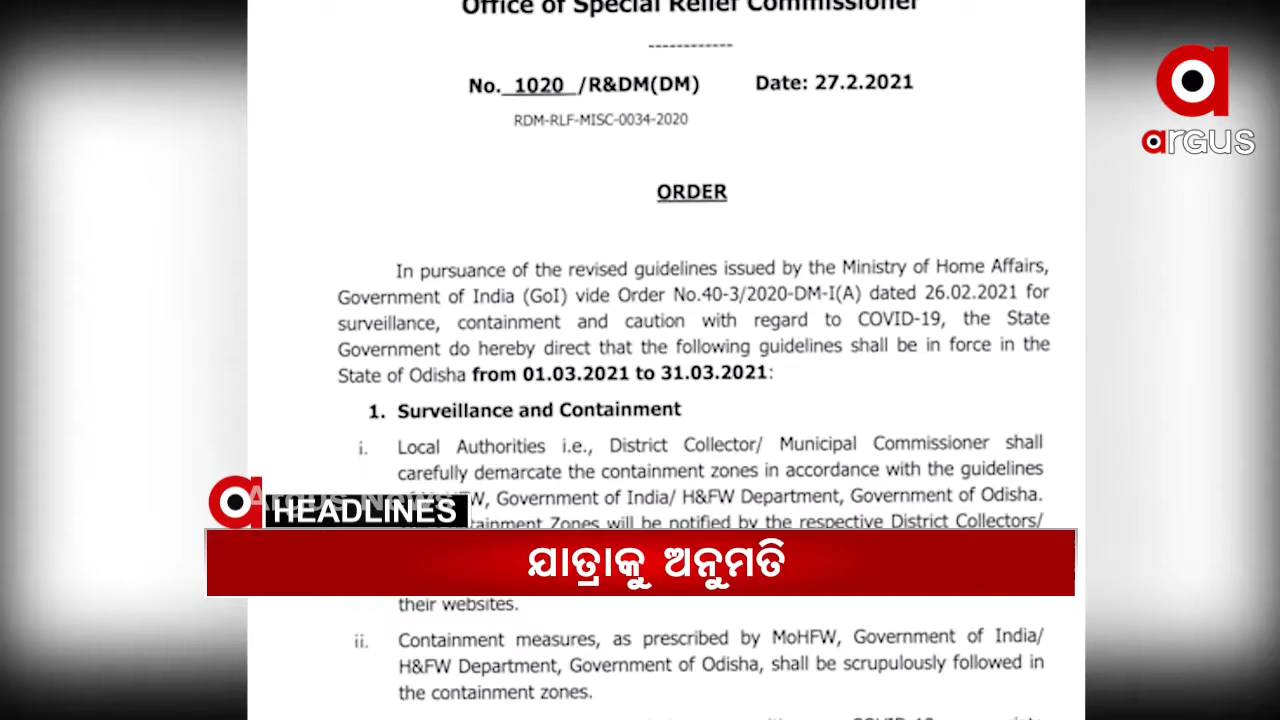 Office of Special Relief Commissioner
------------
No. 1020 /R&DM(DM) Date: 27.2.2021
RDM-RLF-MISC-0034-2020
argus
ORDER
In pursuance of the revised guidelines issued by the Ministry of Home Affairs,
Government of India (GoI) vide Order No.40-3/2020-DM-I(A) dated 26.02.2021 for
surveillance, containment and caution with regard to COVID-19, the State
Government do hereby direct that the following guidelines shall be in force in the
State of Odisha from 01.03.2021 to 31.03.2021:
1. Surveillance and Containment
i. Local Authorities i.e., District Collector/ Municipal Commissioner shall
carefully demarcate the containment zones in accordance with the guidelines
Government of India/ H&FW Department, Government of Odisha.
Zones will be notified by the respective District Collectors/
HEADLINES
ଯାତ୍ରାକୁ ଅନୁମତି
their websites.
ii. Containment measures, as prescribed by MoHFW, Government of India/
H&FW Department, Government of Odisha, shall be scrupulously followed in
the containment zones.